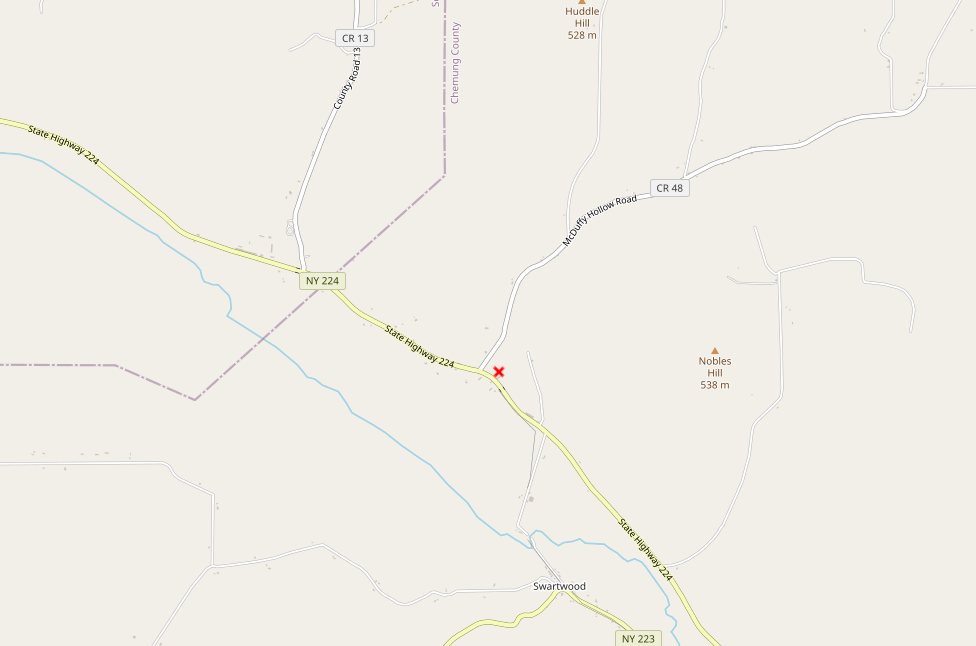 Huddle
Hill
528 m
CR 13
County Road 13
Chemung County
State Highway 224
CR 48
McDuffy Hollow Road
NY 224
State Highway 224
Nobles
Hill
538 m
State Highway 224
Swartwood
NY 223